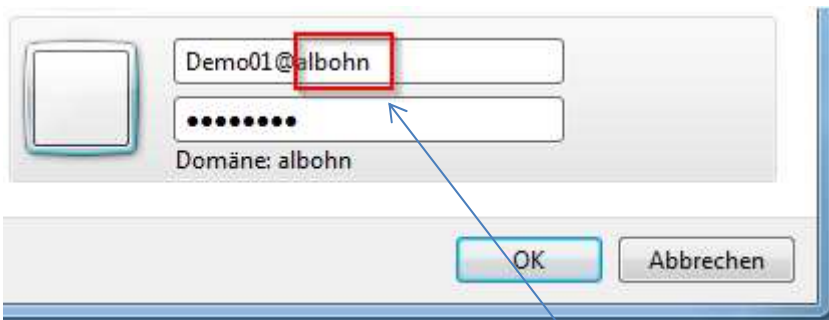 Demo01@albohn
●●●●●●●●
Domäne: albohn
OK
Abbrechen